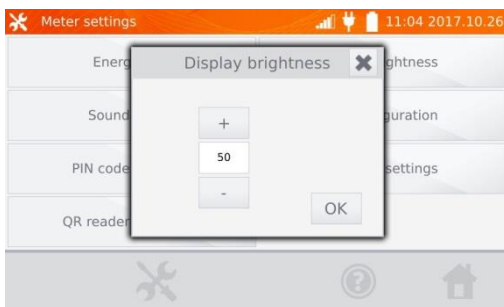 Meter settings 11:04 2017.10.26
Energ
Display brightness
ghtness
Sound
+
guration
PIN code
50
settings
-
QR reader
OK